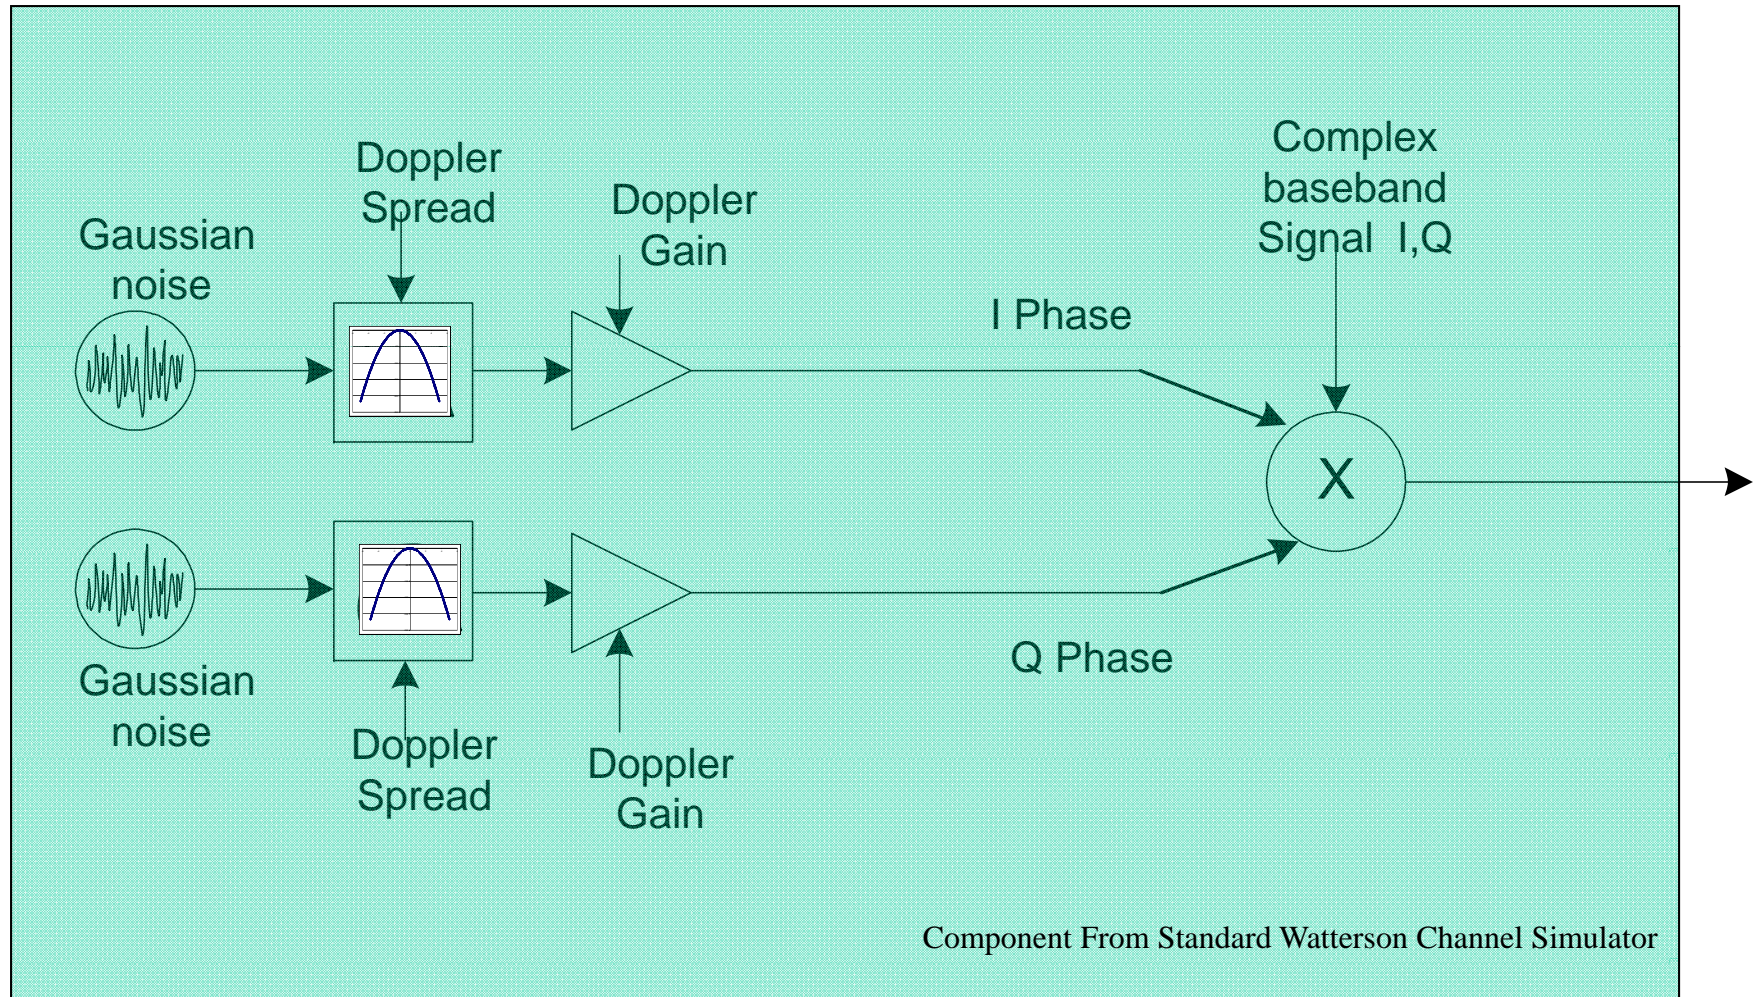 Gaussian
noise
Doppler
Spread
Doppler
Gain
I Phase
Complex
baseband
Signal I,Q
X
Gaussian
noise
Doppler
Spread
Doppler
Gain
Q Phase
Component From Standard Watterson Channel Simulator